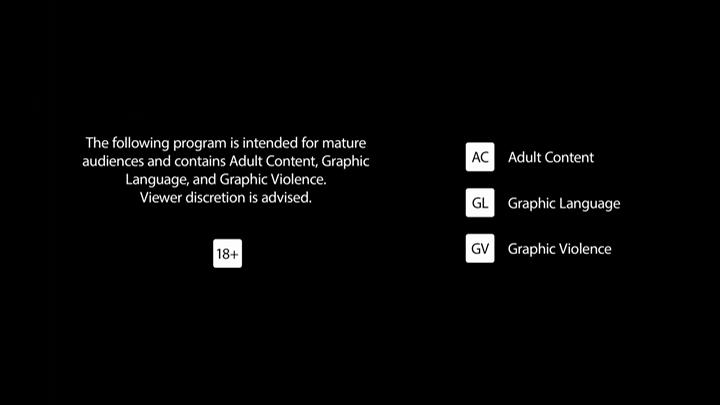 The following program is intended for mature
audiences and contains Adult Content, Graphic
Language, and Graphic Violence.
Viewer discretion is advised.
18+
AC Adult Content
GL Graphic Language
GV Graphic Violence